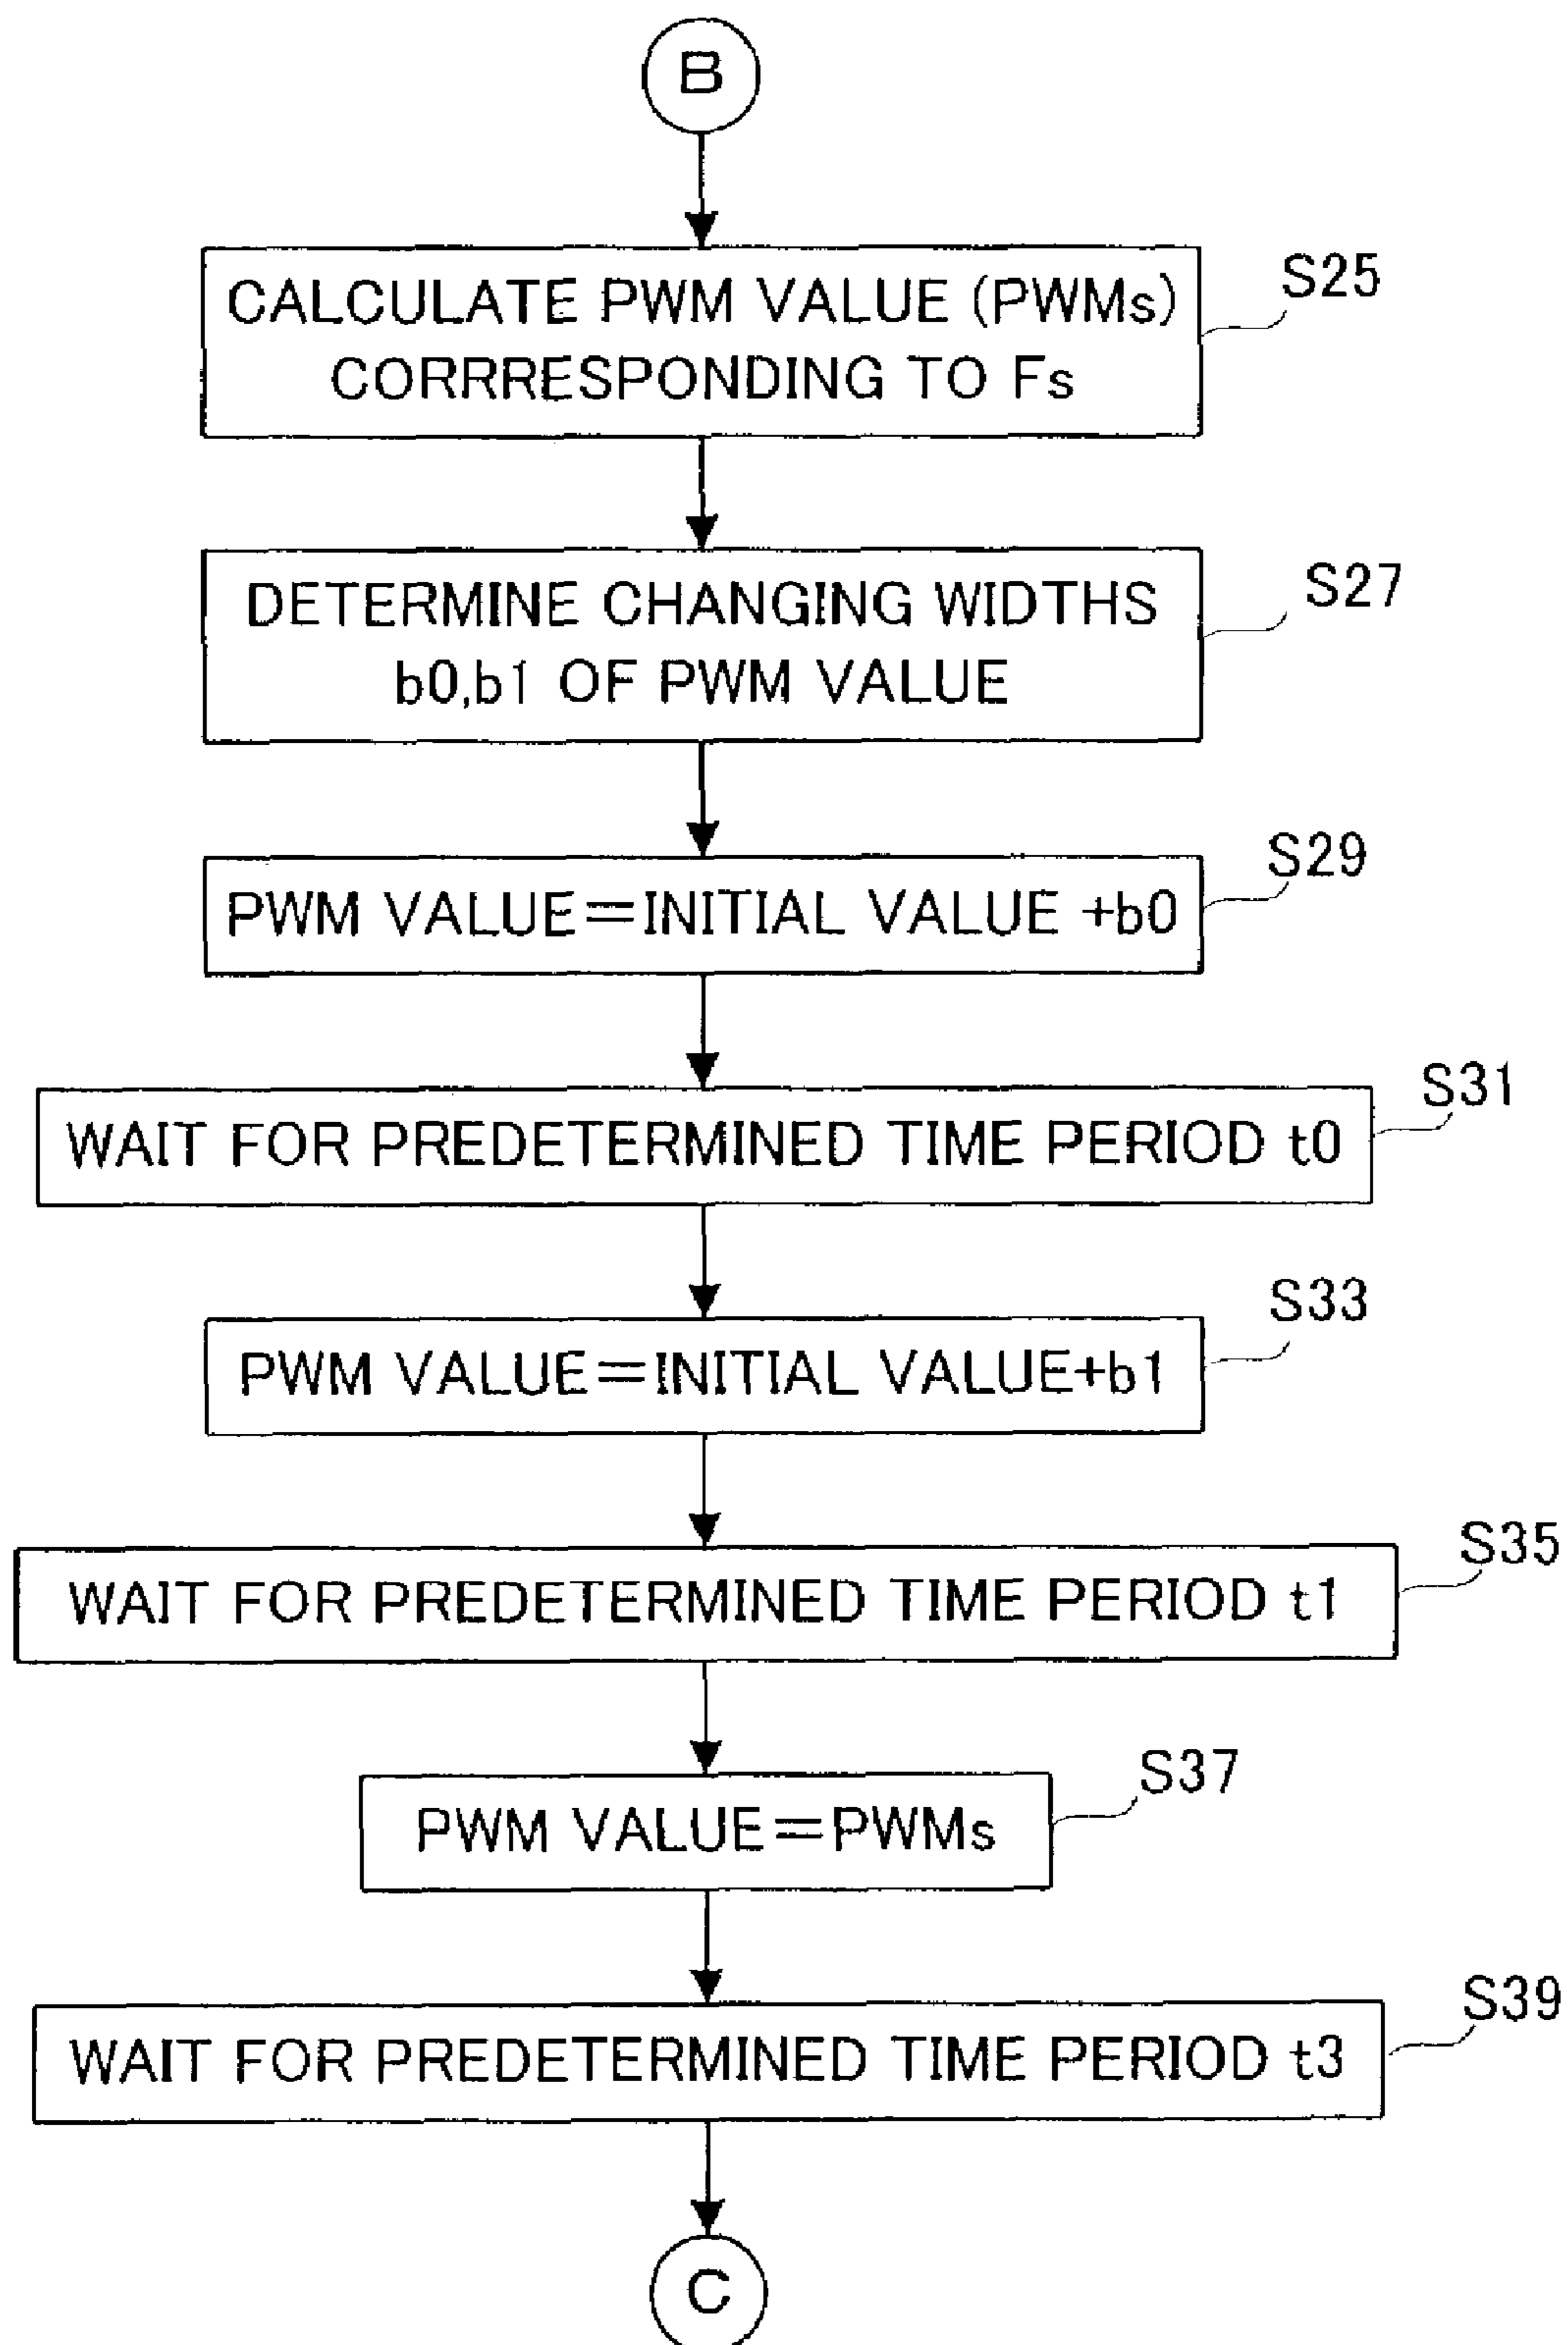 B
CALCULATE PWM VALUE (PWMs)
CORRRESPONDING TO Fs
S25
DETERMINE CHANGING WIDTHS
b0,b1 OF PWM VALUE
S27
PWM VALUE=INITIAL VALUE +b0
S29
WAIT FOR PREDETERMINED TIME PERIOD t0
S31
PWM VALUE=INITIAL VALUE+b1
S33
WAIT FOR PREDETERMINED TIME PERIOD t1
S35
PWM VALUE=PWMs
S37
WAIT FOR PREDETERMINED TIME PERIOD t3
S39
C